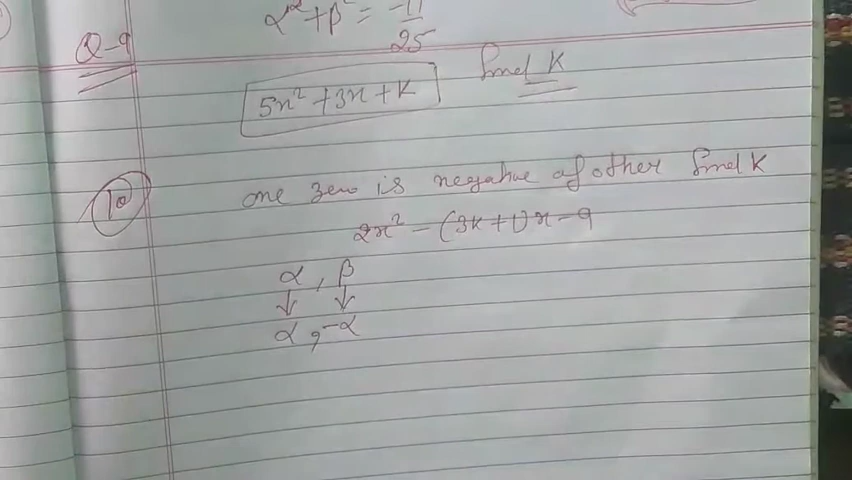 α²+β² = -11/25
Q-9
5x²+3x+k find K
10 one zero is negative of other find K
2x² - (3k+1)x - 9
α , β
↓ ↓
α , -α